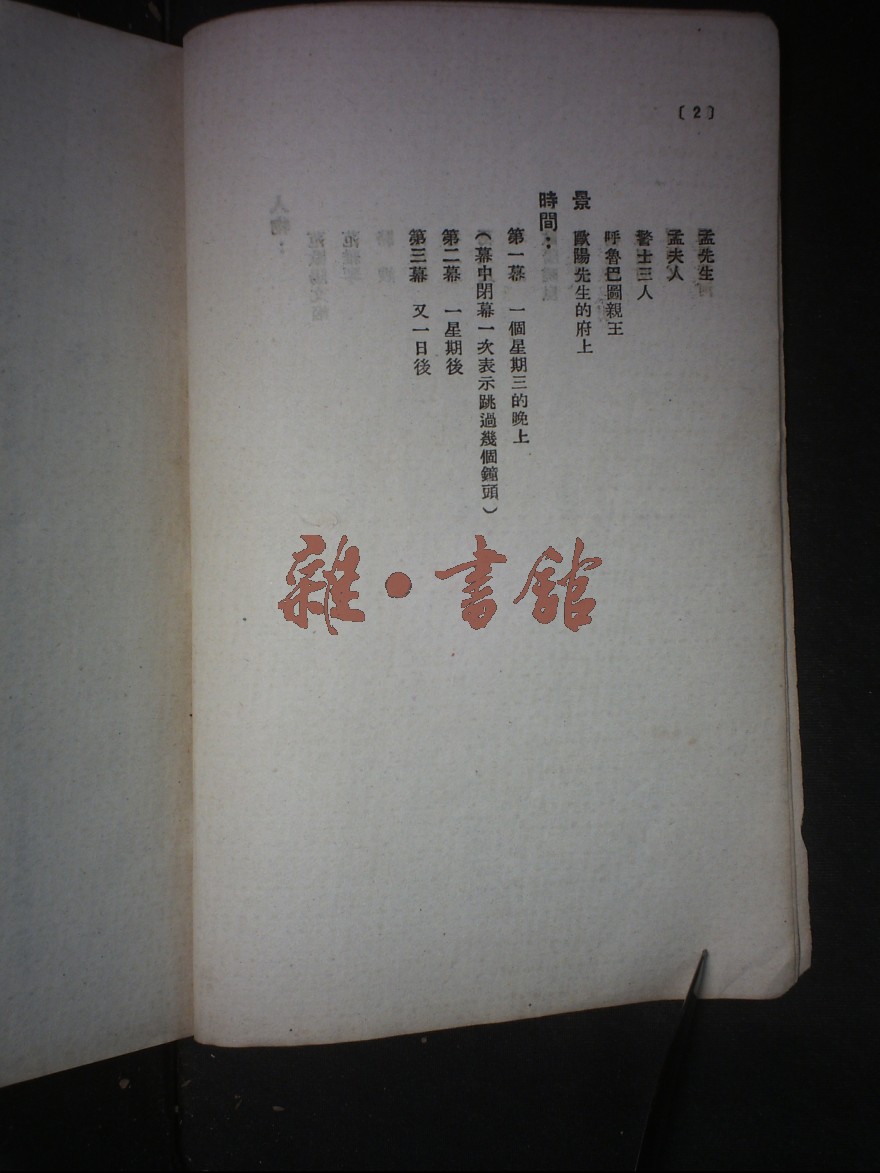 〔2〕
孟先生
孟夫人
警士三人
呼魯巴圖親王
景　歐陽先生的府上
時間：
第一幕　一個星期三的晚上
（幕中閉幕一次表示跳過幾個鐘頭）
第二幕　一星期後
第三幕　又一日後
人物：
雜·書館